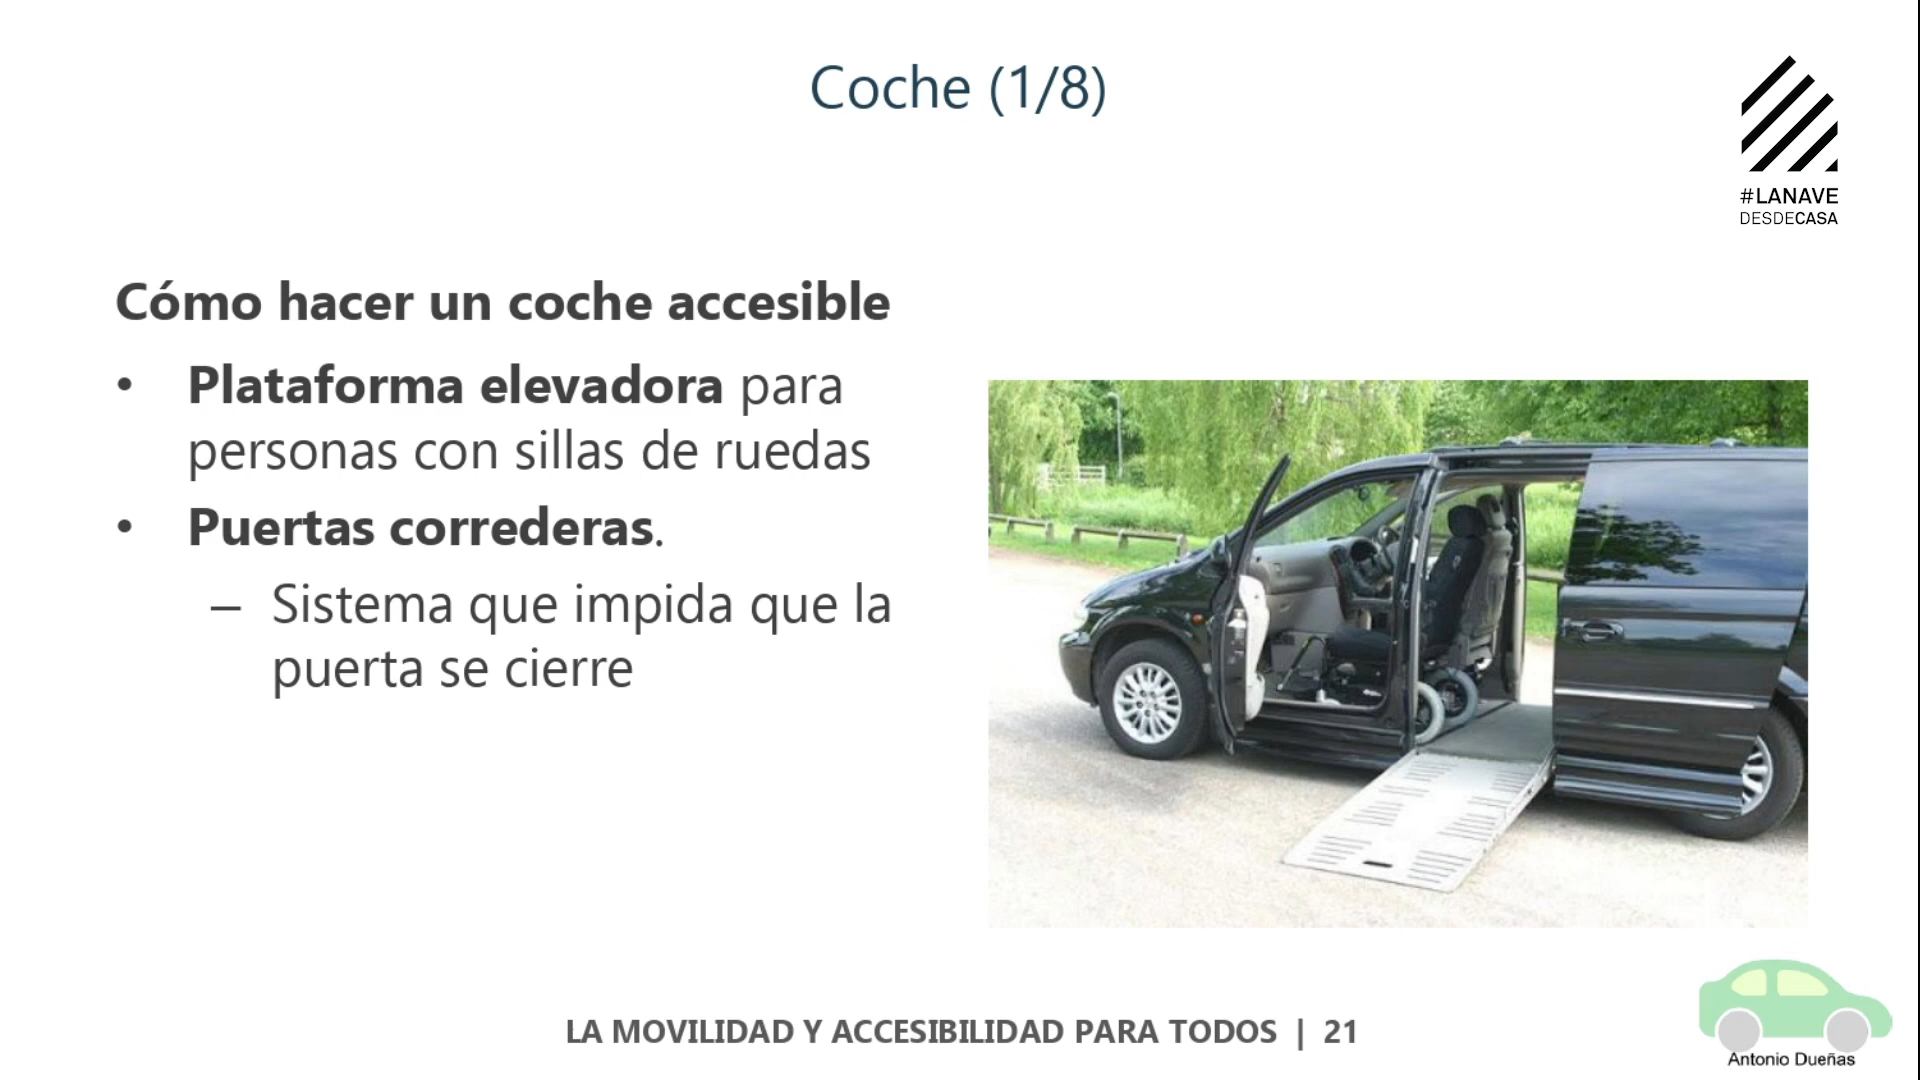 Coche (1/8)
#LANAVE
DESDECASA
Cómo hacer un coche accesible
• Plataforma elevadora para
personas con sillas de ruedas
• Puertas correderas.
– Sistema que impida que la
puerta se cierre
LA MOVILIDAD Y ACCESIBILIDAD PARA TODOS | 21
Antonio Dueñas